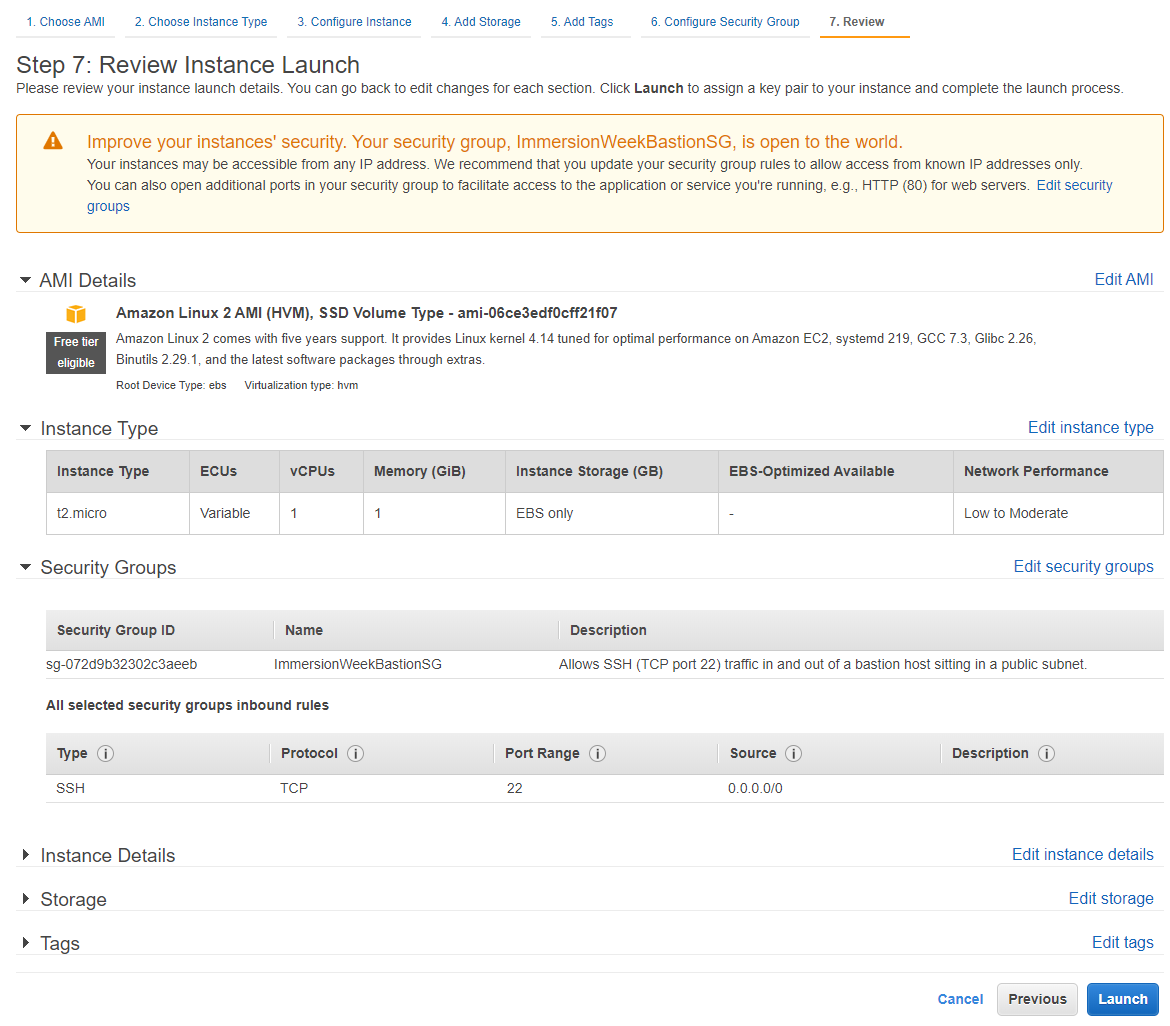 1. Choose AMI 2. Choose Instance Type 3. Configure Instance 4. Add Storage 5. Add Tags 6. Configure Security Group 7. Review
Step 7: Review Instance Launch
Please review your instance launch details. You can go back to edit changes for each section. Click Launch to assign a key pair to your instance and complete the launch process.
Improve your instances' security. Your security group, ImmersionWeekBastionSG, is open to the world.
Your instances may be accessible from any IP address. We recommend that you update your security group rules to allow access from known IP addresses only.
You can also open additional ports in your security group to facilitate access to the application or service you're running, e.g., HTTP (80) for web servers. Edit security
groups
AMI Details Edit AMI
Amazon Linux 2 AMI (HVM), SSD Volume Type - ami-06ce3edf0cff21f07
Free tier
eligible
Amazon Linux 2 comes with five years support. It provides Linux kernel 4.14 tuned for optimal performance on Amazon EC2, systemd 219, GCC 7.3, Glibc 2.26,
Binutils 2.29.1, and the latest software packages through extras.
Root Device Type: ebs Virtualization type: hvm
Instance Type Edit instance type
Instance Type ECUs vCPUs Memory (GiB) Instance Storage (GB) EBS-Optimized Available Network Performance
t2.micro Variable 1 1 EBS only - Low to Moderate
Security Groups Edit security groups
Security Group ID Name Description
sg-072d9b32302c3aeeb ImmersionWeekBastionSG Allows SSH (TCP port 22) traffic in and out of a bastion host sitting in a public subnet.
All selected security groups inbound rules
Type i Protocol i Port Range i Source i Description i
SSH TCP 22 0.0.0.0/0
Instance Details Edit instance details
Storage Edit storage
Tags Edit tags
Cancel Previous Launch